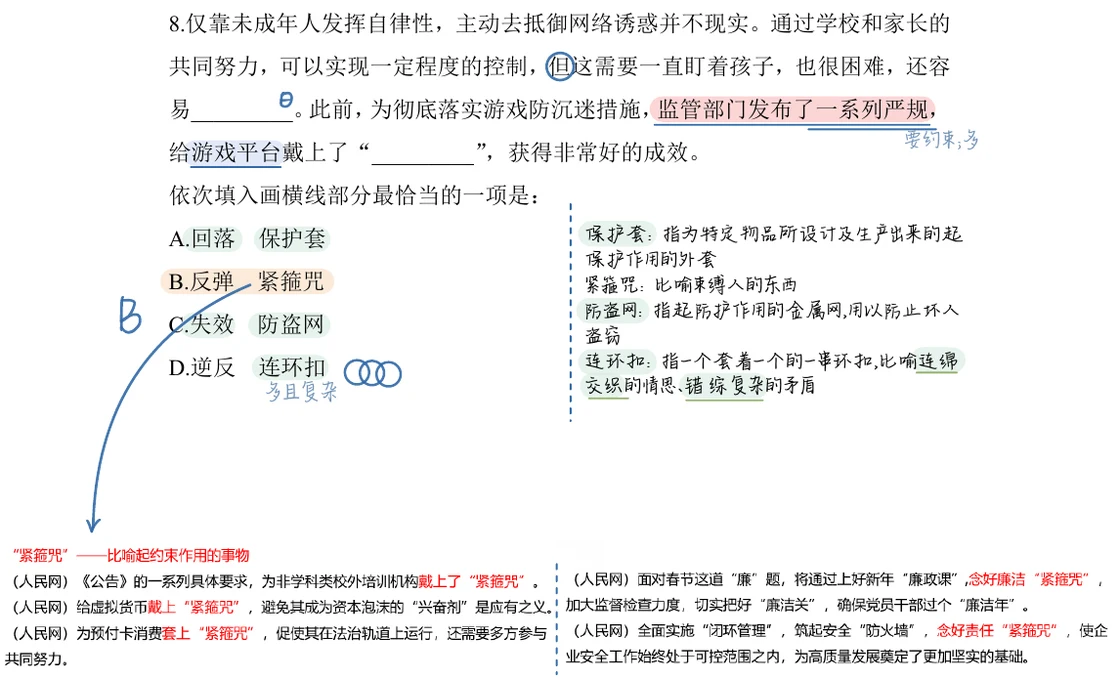 8.仅靠未成年人发挥自律性，主动去抵御网络诱惑并不现实。通过学校和家长的
共同努力，可以实现一定程度的控制，但这需要一直盯着孩子，也很困难，还容
易__________。此前，为彻底落实游戏防沉迷措施，监管部门发布了一系列严规，
要约束;多
给游戏平台戴上了“__________”，获得非常好的成效。
依次填入画横线部分最恰当的一项是：
A.回落 保护套
B.反弹 紧箍咒
C.失效 防盗网
D.逆反 连环扣
多且复杂
B
保护套：指为特定物品所设计及生产出来的起
保护作用的外套
紧箍咒：比喻束缚人的东西
防盗网：指起防护作用的金属网,用以防止坏人
盗窃
连环扣：指一个套着一个的一串环扣,比喻连绵
交织的情思、错综复杂的矛盾
“紧箍咒”——比喻起约束作用的事物
（人民网）《公告》的一系列具体要求，为非学科类校外培训机构戴上了“紧箍咒”。
（人民网）给虚拟货币戴上“紧箍咒”，避免其成为资本泡沫的“兴奋剂”是应有之义。
（人民网）为预付卡消费套上“紧箍咒”，促使其在法治轨道上运行，还需要多方参与
共同努力。
（人民网）面对春节这道“廉”题，将通过上好新年“廉政课”,念好廉洁“紧箍咒”，
加大监督检查力度，切实把好“廉洁关”，确保党员干部过个“廉洁年”。
（人民网）全面实施“闭环管理”，筑起安全“防火墙”，念好责任“紧箍咒”，使企
业安全工作始终处于可控范围之内，为高质量发展奠定了更加坚实的基础。